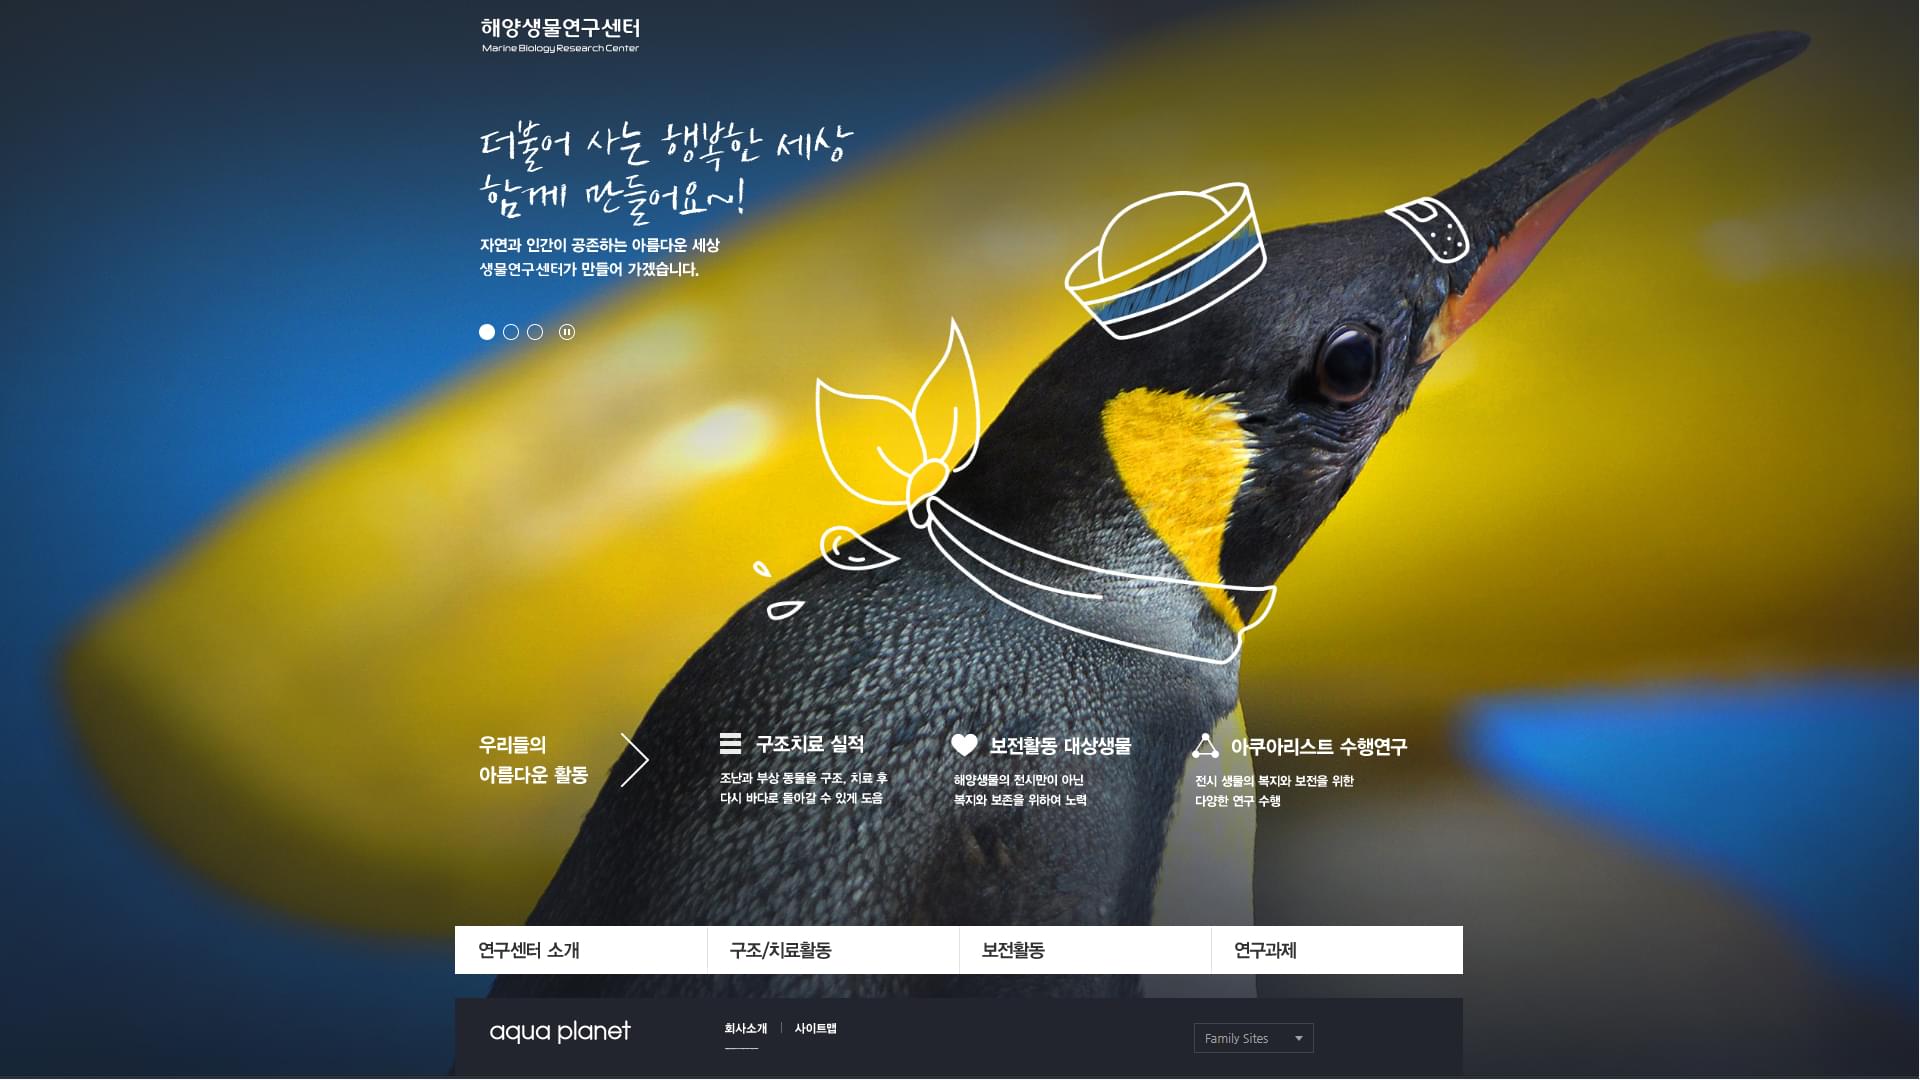 해양생물연구센터
Marine Biology Research Center
더불어 사는 행복한 세상
함께 만들어요~!
자연과 인간이 공존하는 아름다운 세상
생물연구센터가 만들어 가겠습니다.
우리들의
아름다운 활동
구조치료 실적
조난과 부상 동물을 구조, 치료 후
다시 바다로 돌아갈 수 있게 도움
보전활동 대상생물
해양생물의 전시만이 아닌
복지와 보존을 위하여 노력
아쿠아리스트 수행연구
전시 생물의 복지와 보전을 위한
다양한 연구 수행
연구센터 소개
구조/치료활동
보전활동
연구과제
aqua planet
회사소개
사이트맵
Family Sites